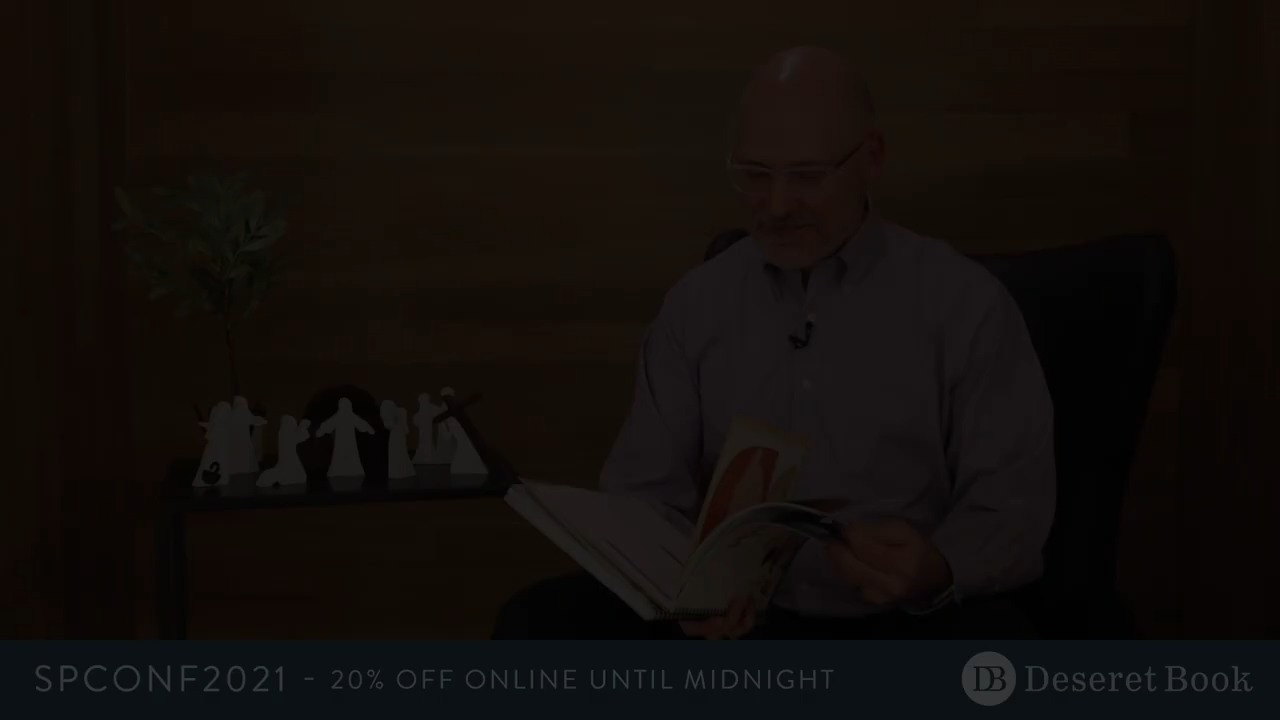 SPCONF2021 - 20% OFF ONLINE UNTIL MIDNIGHT
DB Deseret Book